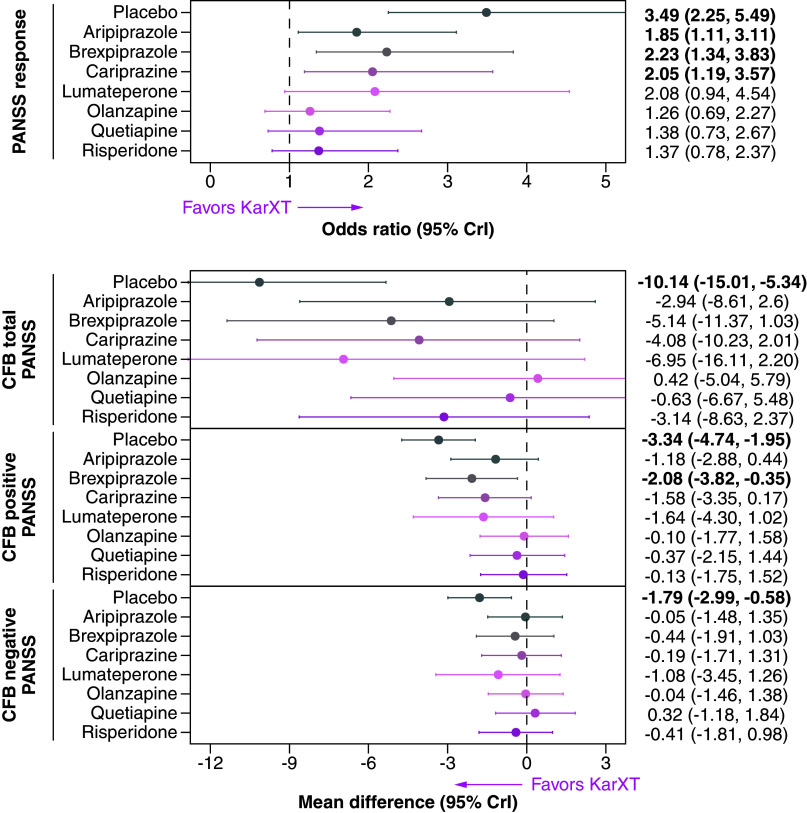 PANSS response
Placebo 3.49 (2.25, 5.49)
Aripiprazole 1.85 (1.11, 3.11)
Brexpiprazole 2.23 (1.34, 3.83)
Cariprazine 2.05 (1.19, 3.57)
Lumateperone 2.08 (0.94, 4.54)
Olanzapine 1.26 (0.69, 2.27)
Quetiapine 1.38 (0.73, 2.67)
Risperidone 1.37 (0.78, 2.37)
0 1 2 3 4 5
Favors KarXT
Odds ratio (95% CrI)
CFB total
PANSS
Placebo -10.14 (-15.01, -5.34)
Aripiprazole -2.94 (-8.61, 2.6)
Brexpiprazole -5.14 (-11.37, 1.03)
Cariprazine -4.08 (-10.23, 2.01)
Lumateperone -6.95 (-16.11, 2.20)
Olanzapine 0.42 (-5.04, 5.79)
Quetiapine -0.63 (-6.67, 5.48)
Risperidone -3.14 (-8.63, 2.37)
CFB positive
PANSS
Placebo -3.34 (-4.74, -1.95)
Aripiprazole -1.18 (-2.88, 0.44)
Brexpiprazole -2.08 (-3.82, -0.35)
Cariprazine -1.58 (-3.35, 0.17)
Lumateperone -1.64 (-4.30, 1.02)
Olanzapine -0.10 (-1.77, 1.58)
Quetiapine -0.37 (-2.15, 1.44)
Risperidone -0.13 (-1.75, 1.52)
CFB negative
PANSS
Placebo -1.79 (-2.99, -0.58)
Aripiprazole -0.05 (-1.48, 1.35)
Brexpiprazole -0.44 (-1.91, 1.03)
Cariprazine -0.19 (-1.71, 1.31)
Lumateperone -1.08 (-3.45, 1.26)
Olanzapine -0.04 (-1.46, 1.38)
Quetiapine 0.32 (-1.18, 1.84)
Risperidone -0.41 (-1.81, 0.98)
-12 -9 -6 -3 0 3
Favors KarXT
Mean difference (95% CrI)